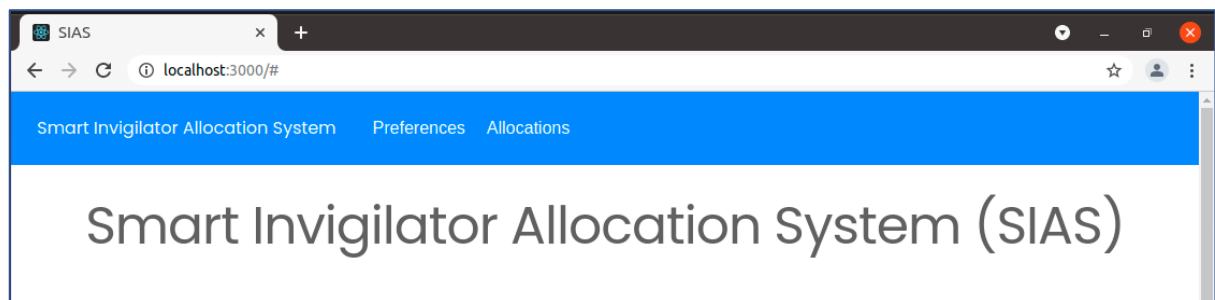 SIAS
localhost:3000/#
Smart Invigilator Allocation System Preferences Allocations
Smart Invigilator Allocation System (SIAS)